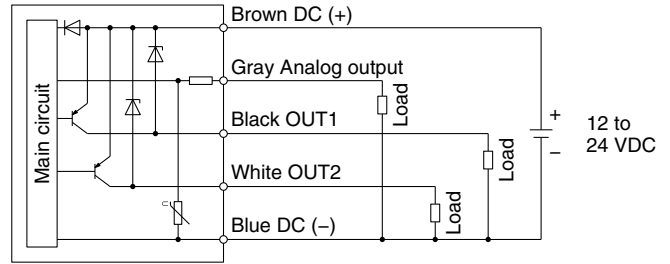 Brown DC (+)
Gray Analog output
Black OUT1
White OUT2
Blue DC (−)
Main circuit
Load
Load
Load
+
−
12 to
24 VDC
U